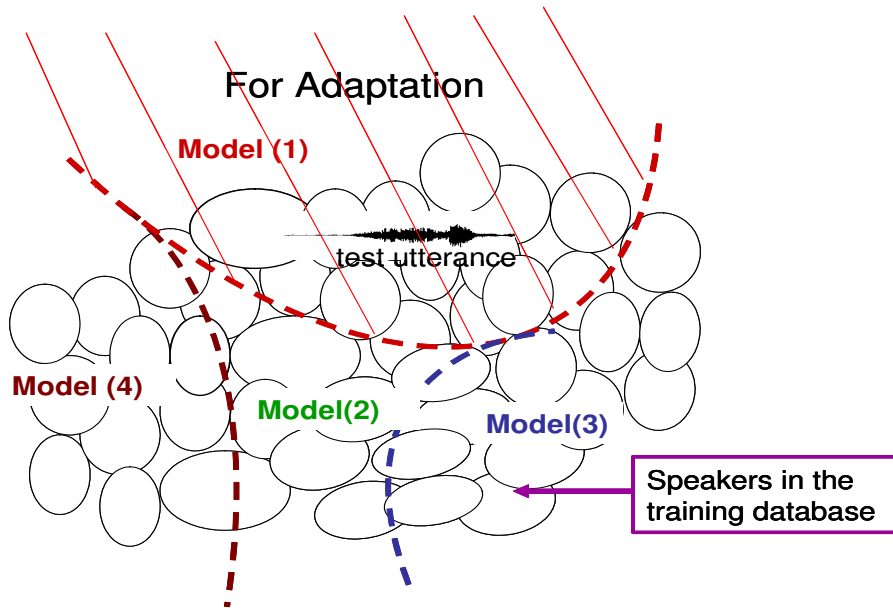 For Adaptation
Model (1)
test utterance
Model (4)
Model(2)
Model(3)
Speakers in the
training database